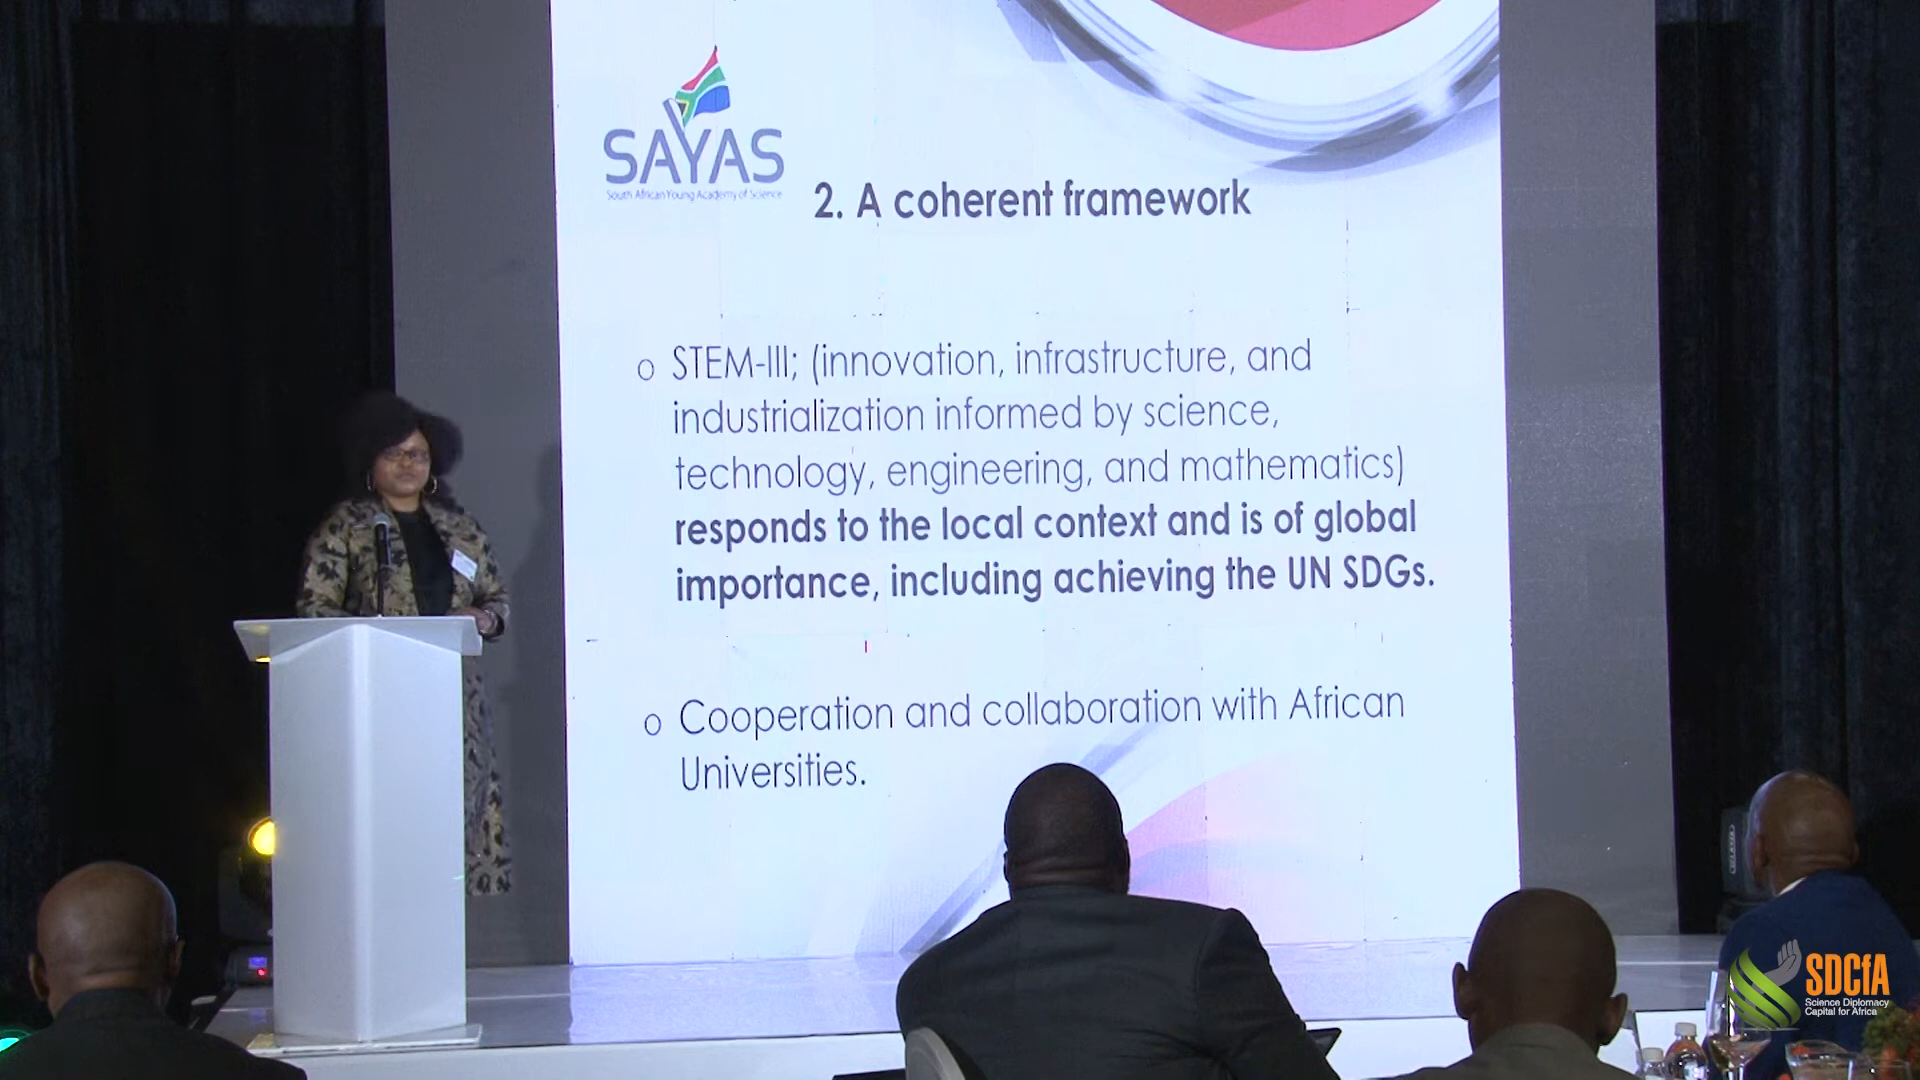 SAYAS
South African Young Academy of Science
2. A coherent framework
o STEM-III; (innovation, infrastructure, and
industrialization informed by science,
technology, engineering, and mathematics)
responds to the local context and is of global
importance, including achieving the UN SDGs.
o Cooperation and collaboration with African
Universities.
SDCfA
Science Diplomacy
Capital for Africa